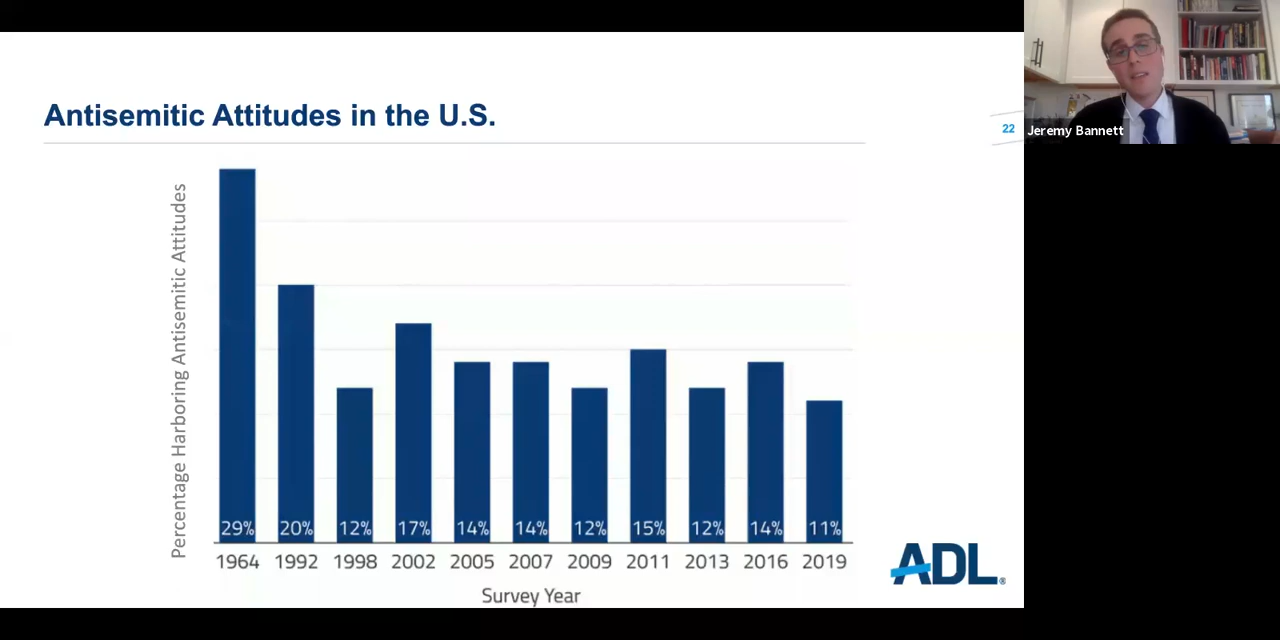 Antisemitic Attitudes in the U.S.
22
Jeremy Bannett
Percentage Harboring Antisemitic Attitudes
29% 20% 12% 17% 14% 14% 12% 15% 12% 14% 11%
1964 1992 1998 2002 2005 2007 2009 2011 2013 2016 2019
Survey Year
ADL®